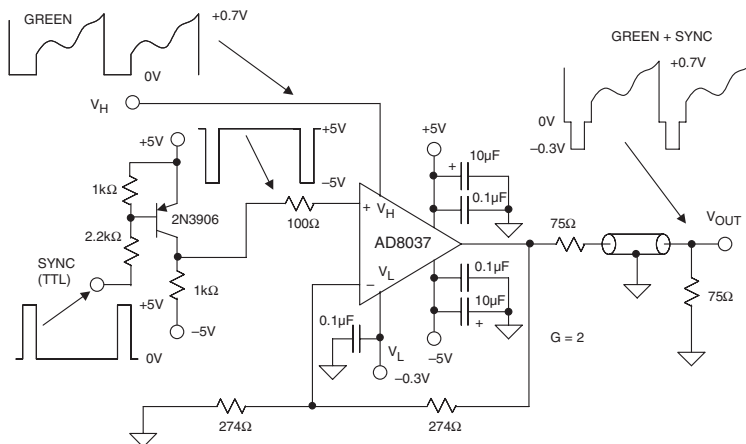 GREEN
+0.7V
0V
V_H
+5V
+5V
−5V
1kΩ
2N3906
2.2kΩ
100Ω
SYNC
(TTL)
+5V
0V
1kΩ
−5V
+ V_H
AD8037
V_L
−
+5V
+ 10µF
0.1µF
0.1µF
10µF
+
−5V
0.1µF
V_L
−0.3V
274Ω
274Ω
G = 2
GREEN + SYNC
+0.7V
0V
−0.3V
75Ω
V_OUT
75Ω